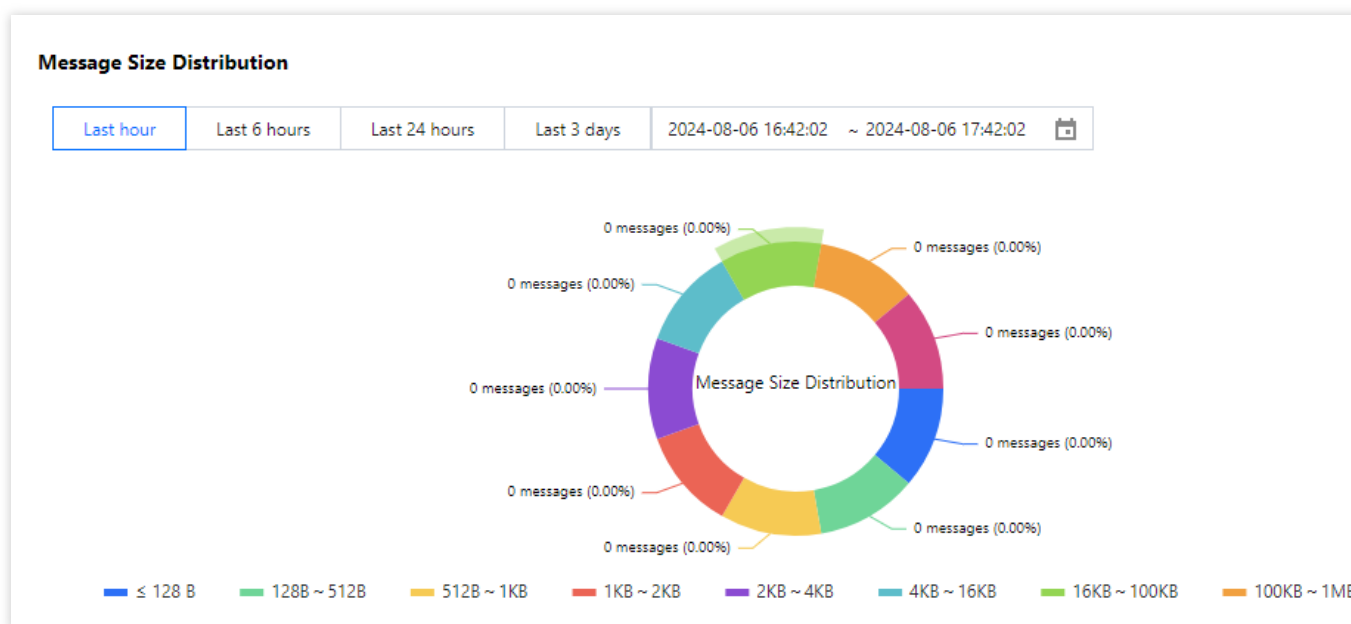 Message Size Distribution
Last hour Last 6 hours Last 24 hours Last 3 days 2024-08-06 16:42:02 ~ 2024-08-06 17:42:02
0 messages (0.00%)
0 messages (0.00%)
0 messages (0.00%)
0 messages (0.00%)
Message Size Distribution
0 messages (0.00%)
0 messages (0.00%)
0 messages (0.00%)
0 messages (0.00%)
0 messages (0.00%)
≤ 128 B 128B ~ 512B 512B ~ 1KB 1KB ~ 2KB 2KB ~ 4KB 4KB ~ 16KB 16KB ~ 100KB 100KB ~ 1MB